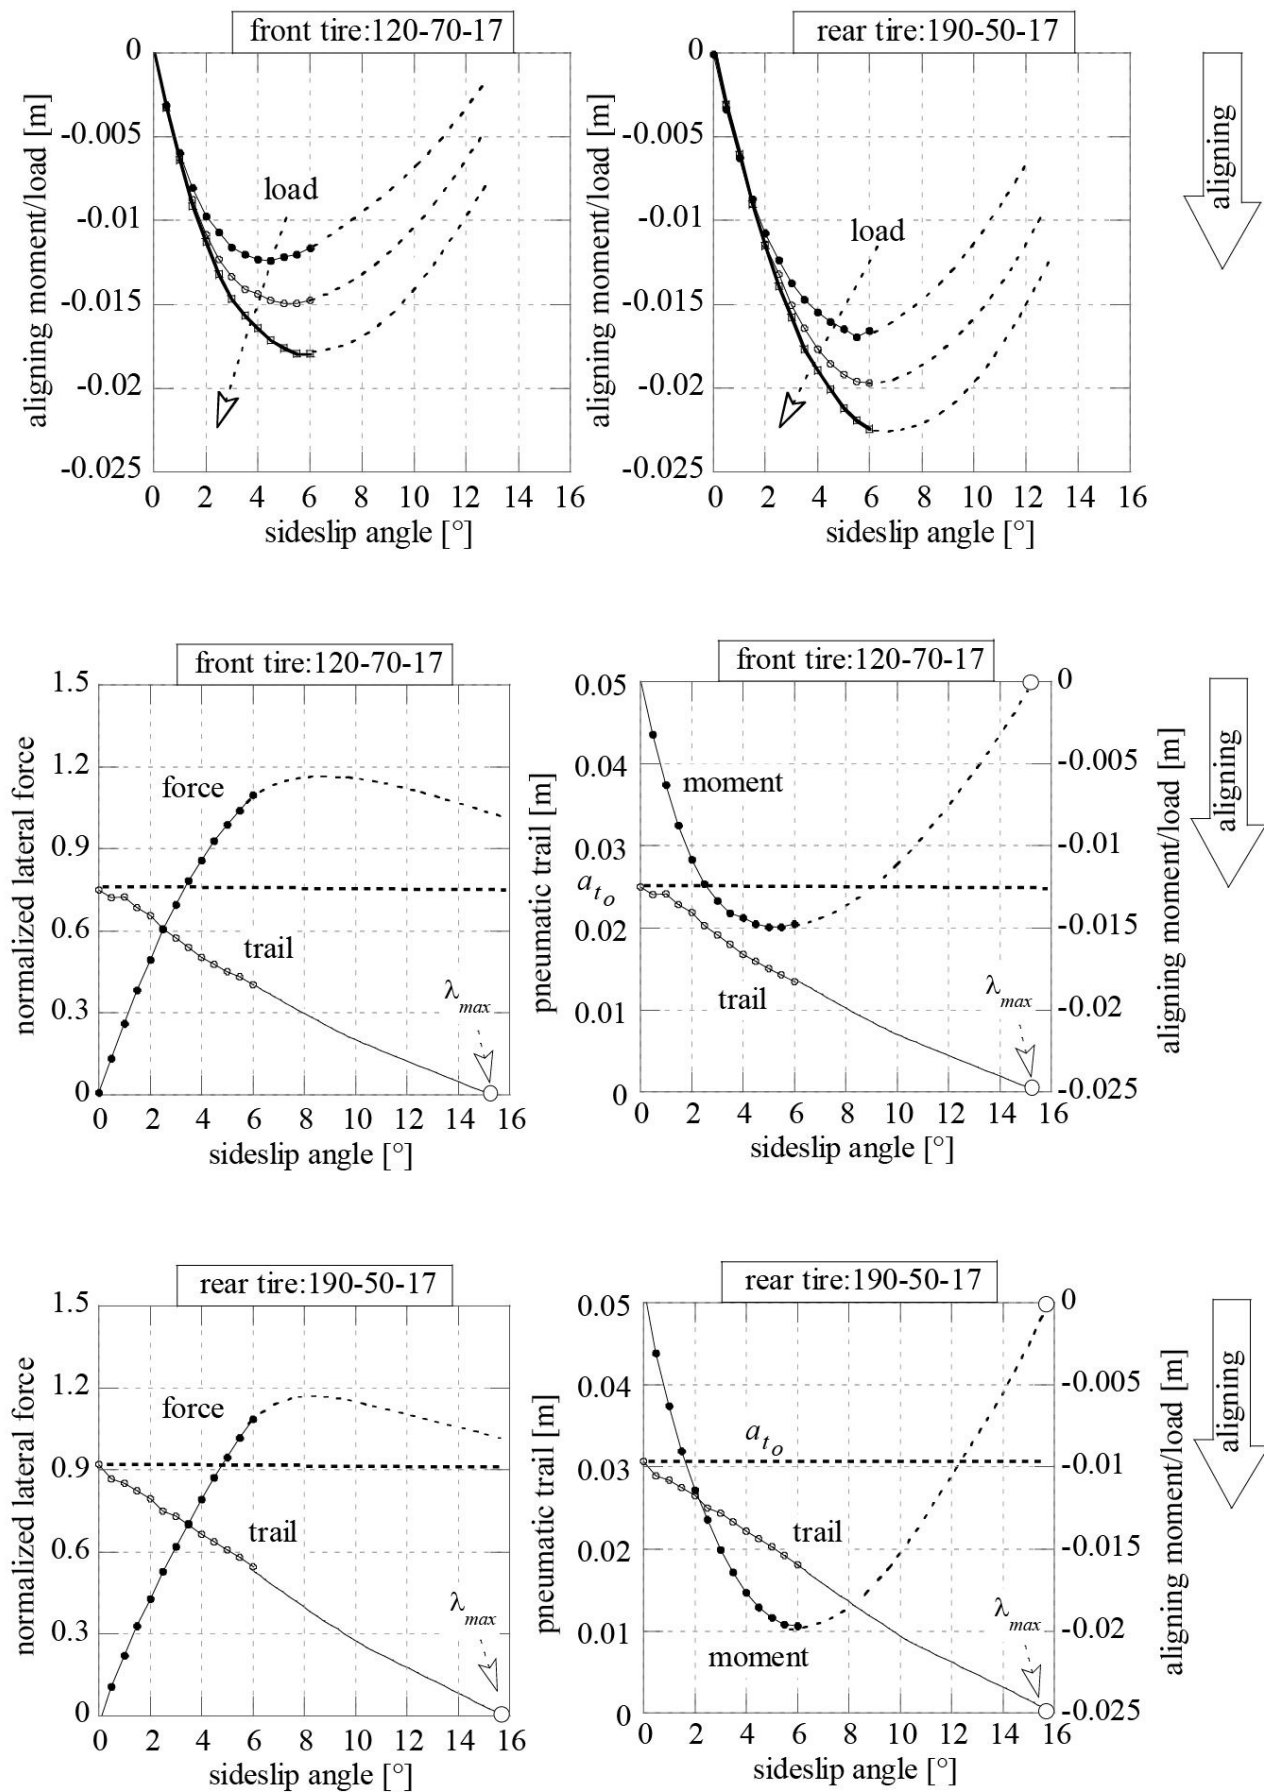 front tire:120-70-17
aligning moment/load [m]
0
-0.005
-0.01
-0.015
-0.02
-0.025
load
0 2 4 6 8 10 12 14 16
sideslip angle [°]
rear tire:190-50-17
aligning moment/load [m]
0
-0.005
-0.01
-0.015
-0.02
-0.025
load
0 2 4 6 8 10 12 14 16
sideslip angle [°]
aligning
front tire:120-70-17
normalized lateral force
1.5
1.2
0.9
0.6
0.3
0
force
trail
λmax
0 2 4 6 8 10 12 14 16
sideslip angle [°]
front tire:120-70-17
pneumatic trail [m]
0.05
0.04
0.03
ato
0.02
0.01
0
moment
trail
λmax
0 2 4 6 8 10 12 14 16
sideslip angle [°]
0
-0.005
-0.01
-0.015
-0.02
-0.025
aligning moment/load [m]
aligning
rear tire:190-50-17
normalized lateral force
1.5
1.2
0.9
0.6
0.3
0
force
trail
λmax
0 2 4 6 8 10 12 14 16
sideslip angle [°]
rear tire:190-50-17
pneumatic trail [m]
0.05
0.04
0.03
0.02
0.01
0
ato
trail
moment
λmax
0 2 4 6 8 10 12 14 16
sideslip angle [°]
0
-0.005
-0.01
-0.015
-0.02
-0.025
aligning moment/load [m]
aligning